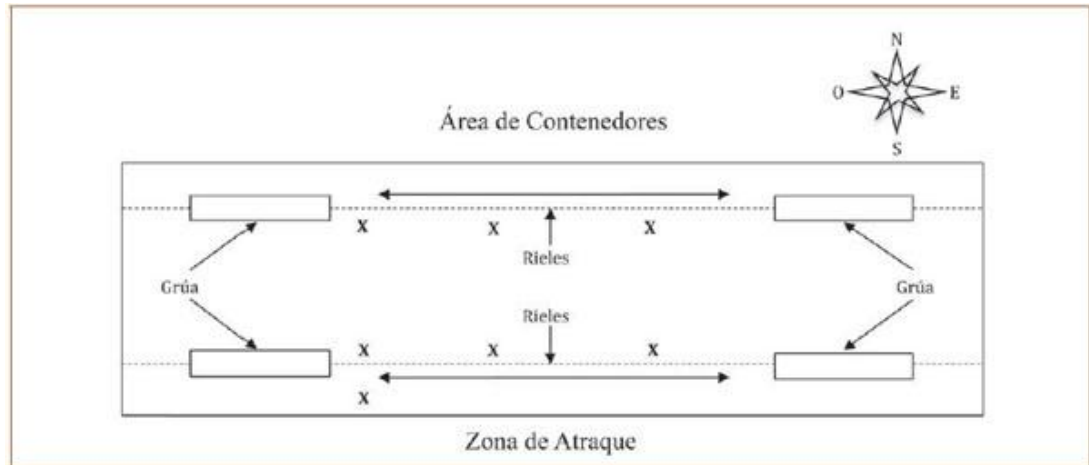 N
O E
S
Área de Contenedores
X X X
Rieles
Grúa Grúa
Rieles
X X X
X
Zona de Atraque